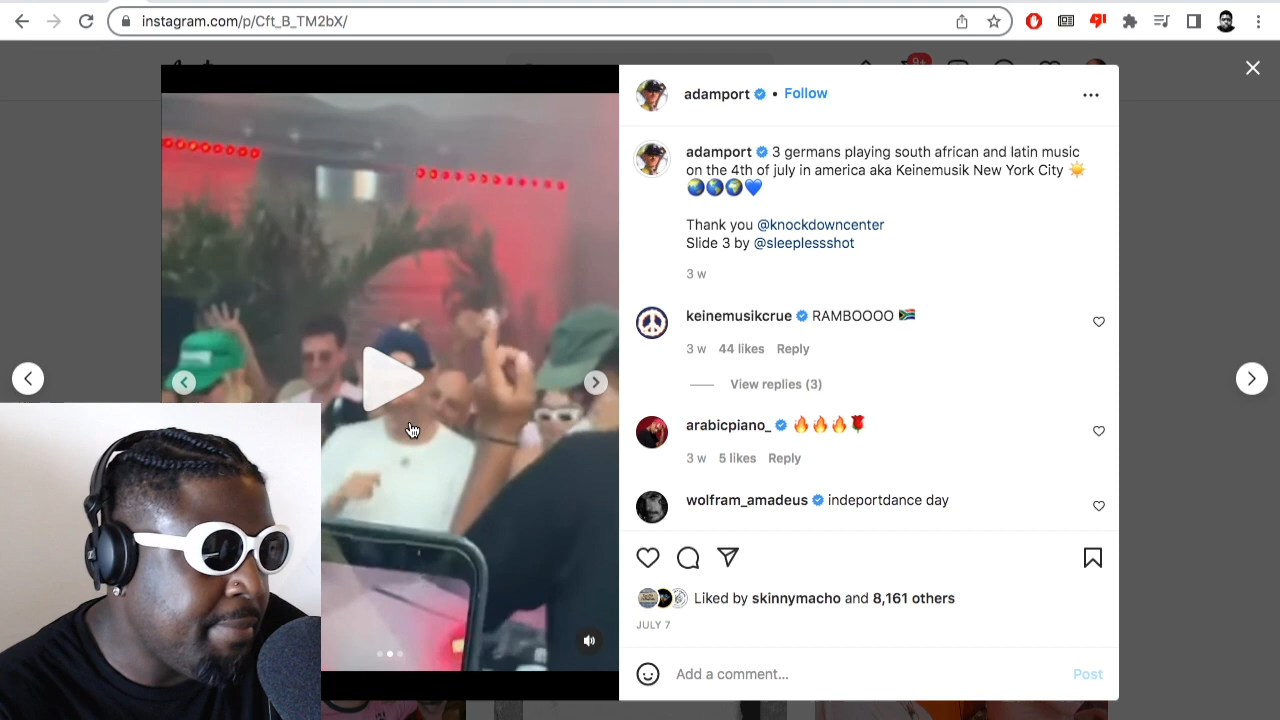 instagram.com/p/Cft_B_TM2bX/
9+
adamport • Follow
adamport 3 germans playing south african and latin music
on the 4th of july in america aka Keinemusik New York City ☀️
🌏🌎🌍💙
Thank you @knockdowncenter
Slide 3 by @sleeplessshot
3 w
keinemusikcrue RAMBOOOO 🇿🇦
3 w 44 likes Reply
View replies (3)
arabicpiano_ 🔥🔥🔥🌹
3 w 5 likes Reply
wolfram_amadeus indeportdance day
Liked by skinnymacho and 8,161 others
JULY 7
Add a comment...
Post